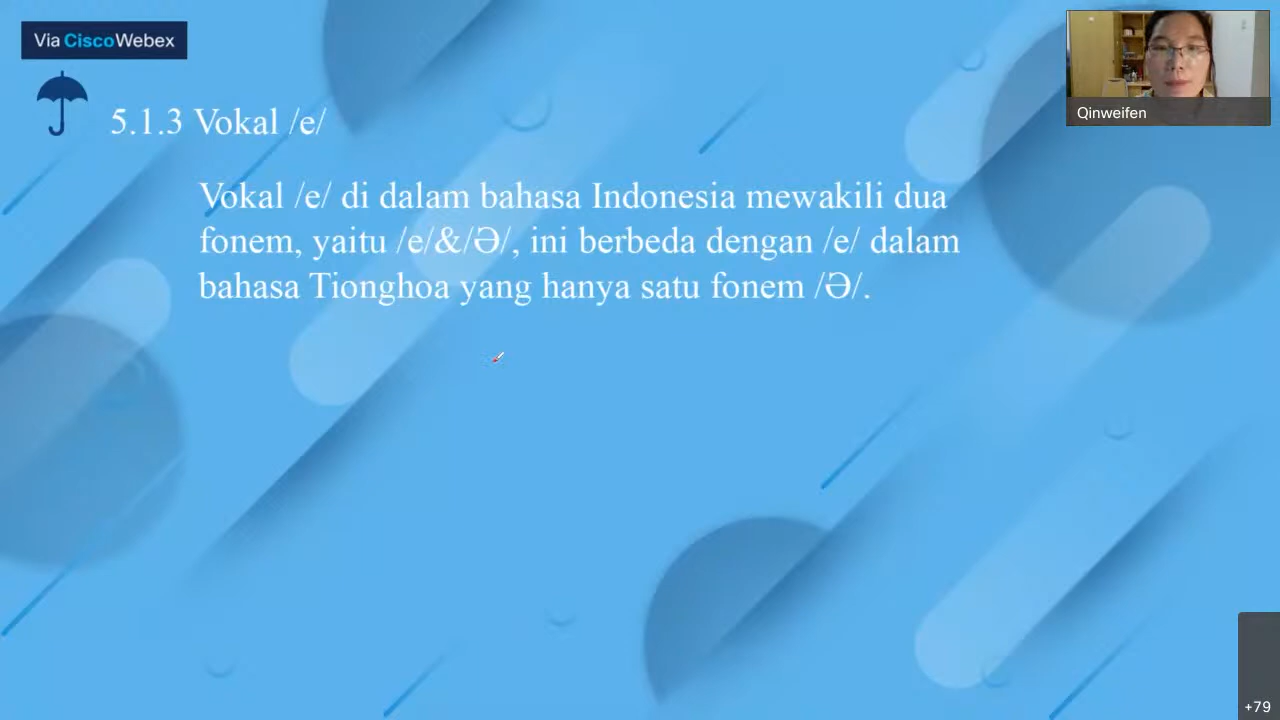 Via CiscoWebex
Qinweifen
5.1.3 Vokal /e/
Vokal /e/ di dalam bahasa Indonesia mewakili dua
fonem, yaitu /e/&/Ə/, ini berbeda dengan /e/ dalam
bahasa Tionghoa yang hanya satu fonem /Ə/.
+79